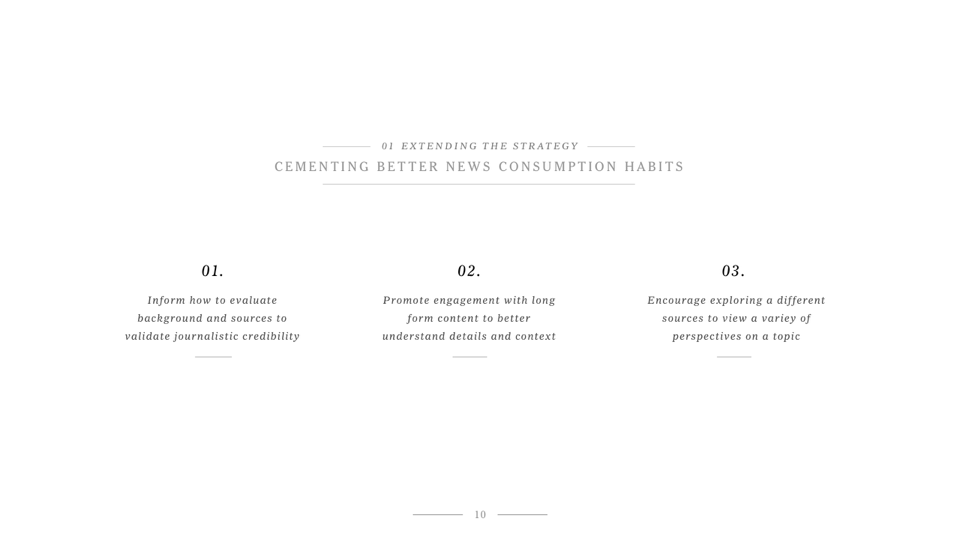 01 EXTENDING THE STRATEGY
CEMENTING BETTER NEWS CONSUMPTION HABITS
01.
Inform how to evaluate
background and sources to
validate journalistic credibility
02.
Promote engagement with long
form content to better
understand details and context
03.
Encourage exploring a different
sources to view a variey of
perspectives on a topic
10